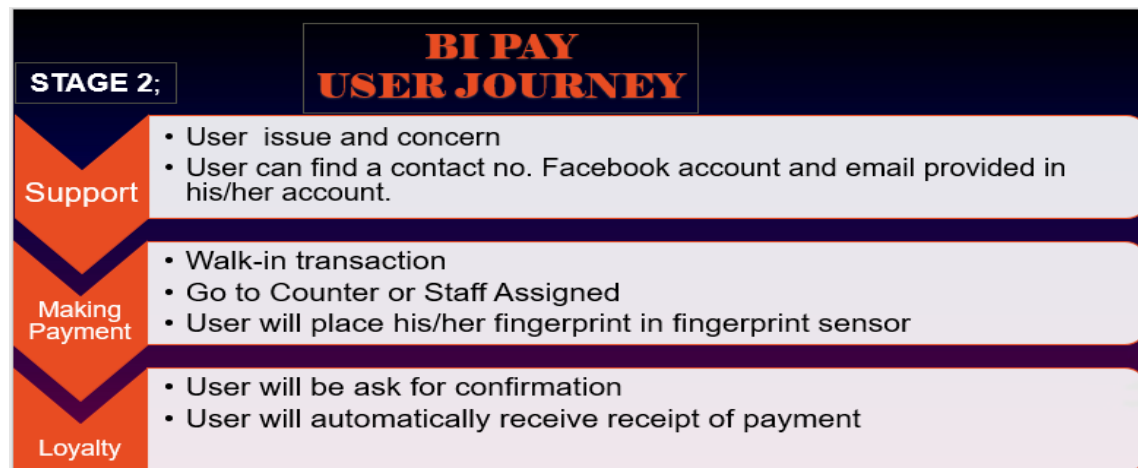 BI PAY
USER JOURNEY
STAGE 2;
Support
• User issue and concern
• User can find a contact no. Facebook account and email provided in
his/her account.
Making
Payment
• Walk-in transaction
• Go to Counter or Staff Assigned
• User will place his/her fingerprint in fingerprint sensor
Loyalty
• User will be ask for confirmation
• User will automatically receive receipt of payment